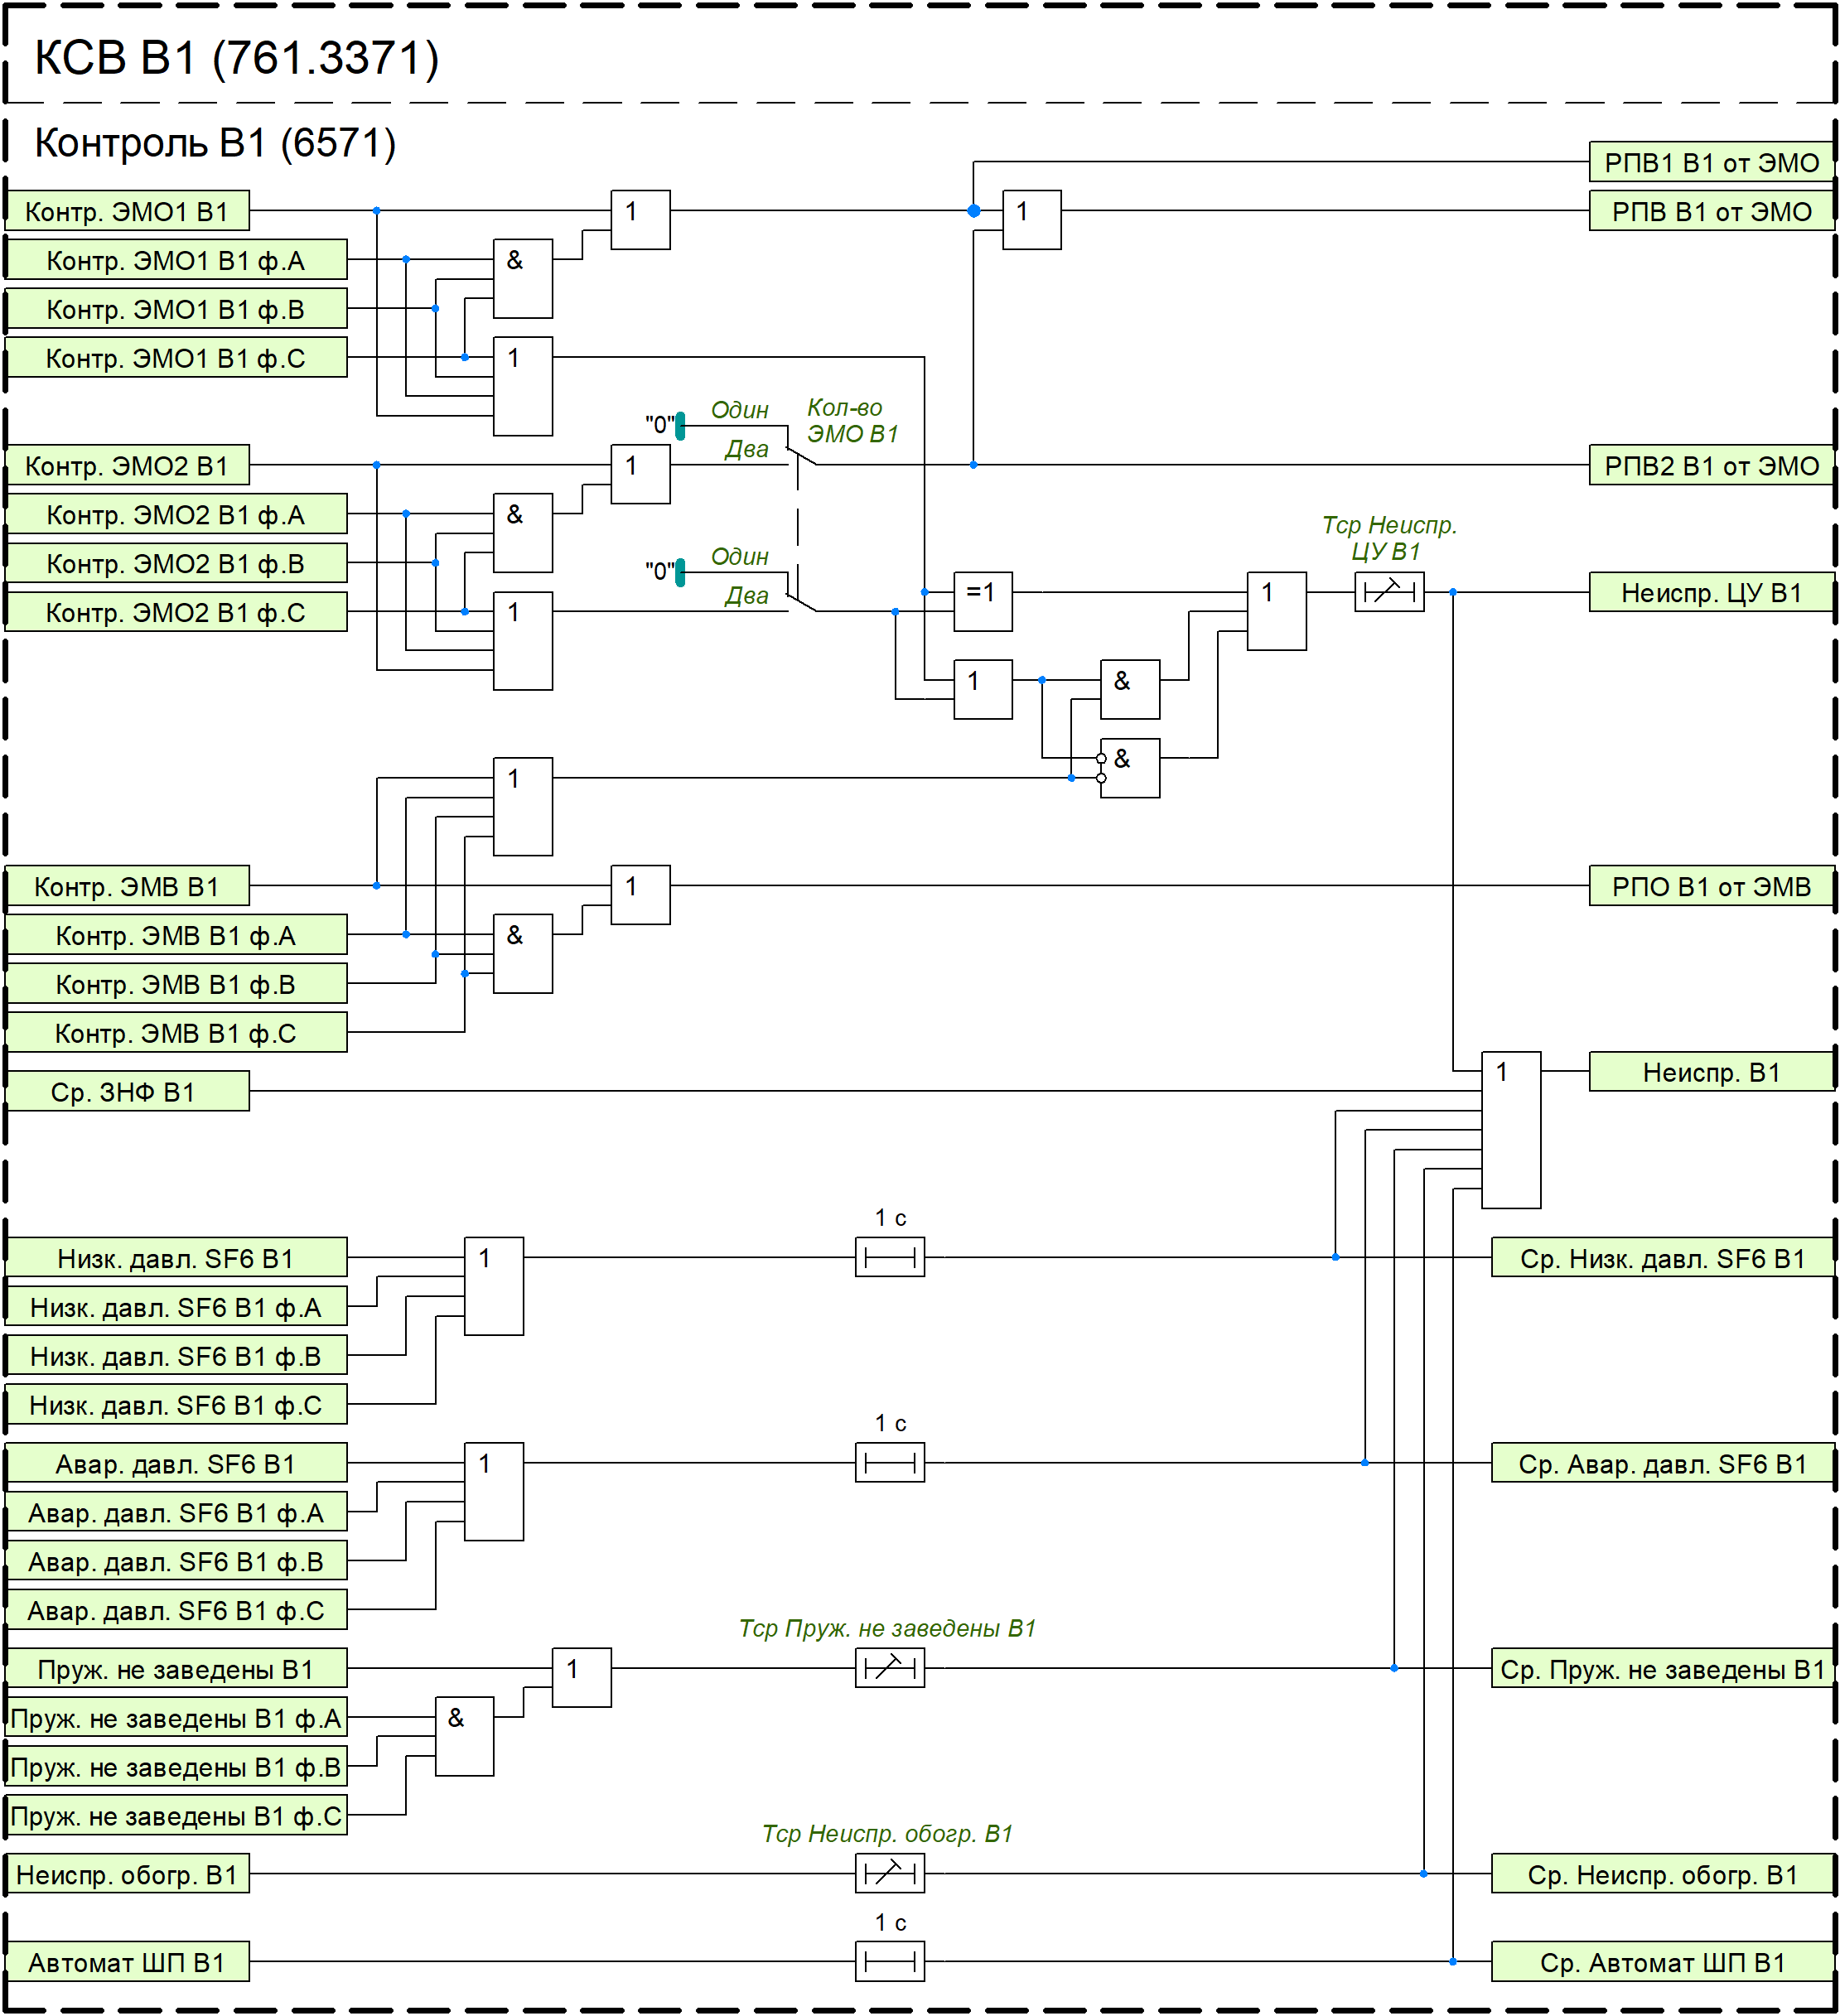 КСВ В1 (761.3371)
Контроль В1 (6571)
РПВ1 В1 от ЭМО
Контр. ЭМО1 В1
1
1
РПВ В1 от ЭМО
Контр. ЭМО1 В1 ф.А
&
Контр. ЭМО1 В1 ф.В
Контр. ЭМО1 В1 ф.С
1
"0"
Один
Кол-во
ЭМО В1
Два
Контр. ЭМО2 В1
1
РПВ2 В1 от ЭМО
Контр. ЭМО2 В1 ф.А
&
Тср Неиспр.
ЦУ В1
Контр. ЭМО2 В1 ф.В
"0"
Один
Два
=1
1
Неиспр. ЦУ В1
Контр. ЭМО2 В1 ф.С
1
1
&
&
1
Контр. ЭМВ В1
1
РПО В1 от ЭМВ
Контр. ЭМВ В1 ф.А
&
Контр. ЭМВ В1 ф.В
Контр. ЭМВ В1 ф.С
1
Неиспр. В1
Ср. ЗНФ В1
1 с
Низк. давл. SF6 В1
1
Ср. Низк. давл. SF6 В1
Низк. давл. SF6 В1 ф.А
Низк. давл. SF6 В1 ф.В
Низк. давл. SF6 В1 ф.С
1 с
Авар. давл. SF6 В1
1
Ср. Авар. давл. SF6 В1
Авар. давл. SF6 В1 ф.А
Авар. давл. SF6 В1 ф.В
Авар. давл. SF6 В1 ф.С
Тср Пруж. не заведены В1
Пруж. не заведены В1
1
Ср. Пруж. не заведены В1
Пруж. не заведены В1 ф.А
&
Пруж. не заведены В1 ф.В
Пруж. не заведены В1 ф.С
Тср Неиспр. обогр. В1
Неиспр. обогр. В1
Ср. Неиспр. обогр. В1
1 с
Автомат ШП В1
Ср. Автомат ШП В1